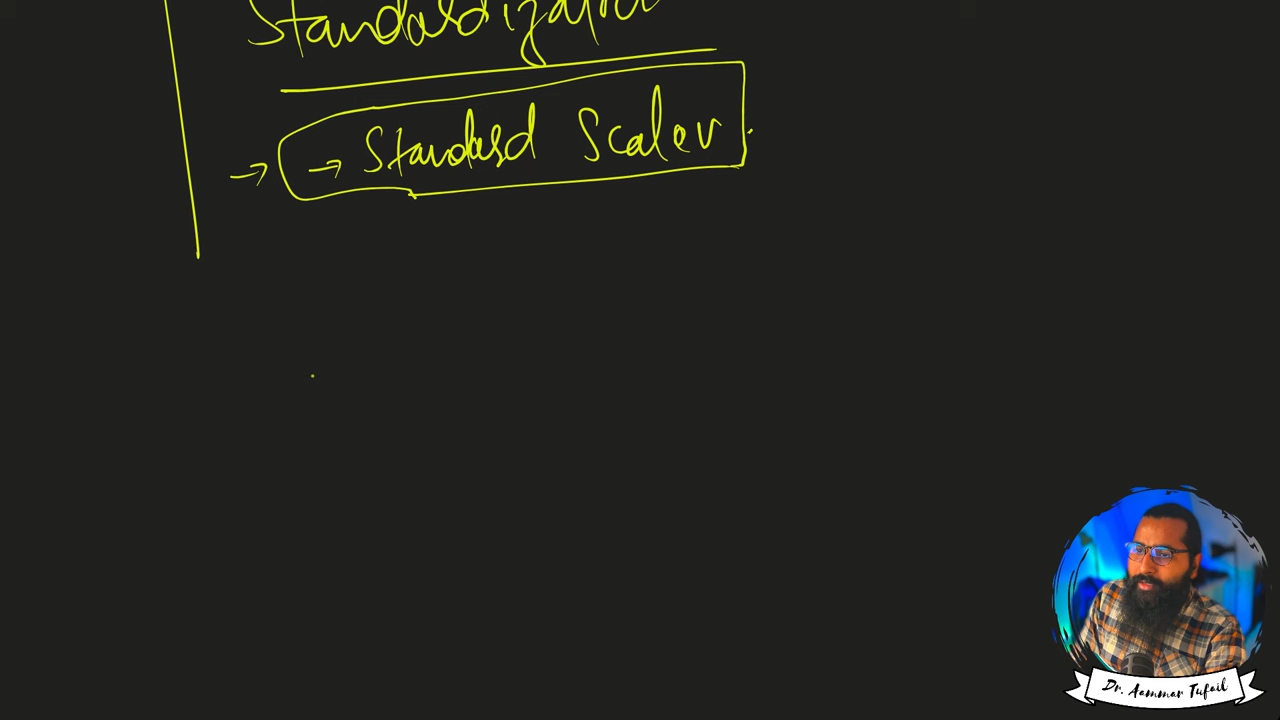 Standardization
→ → Standard Scaler
Dr. Aammar Tufail